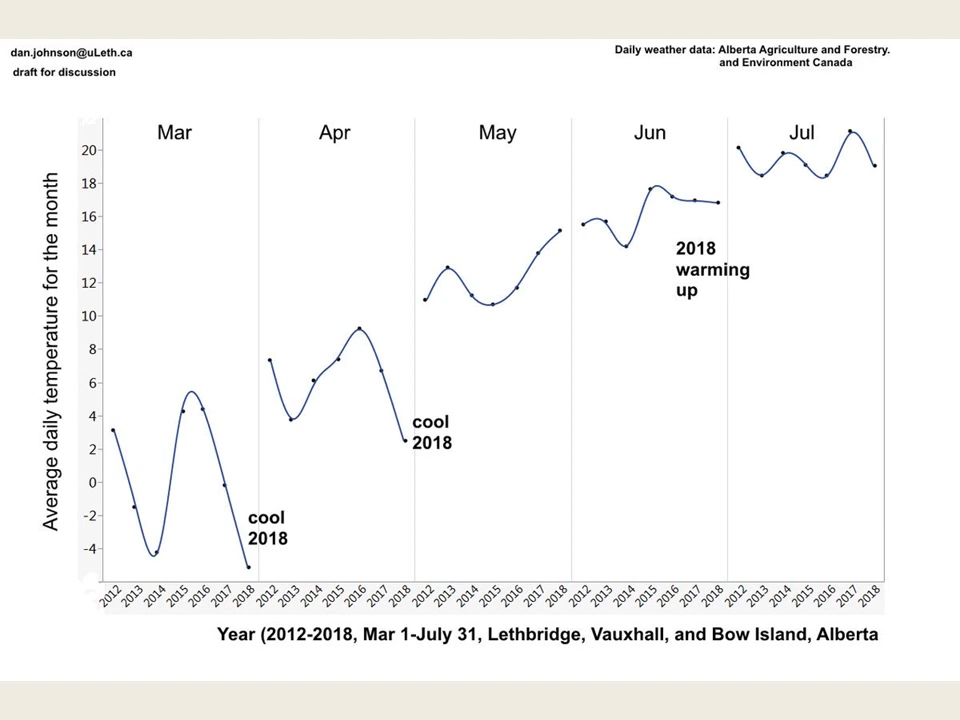 dan.johnson@uLeth.ca
draft for discussion
Daily weather data: Alberta Agriculture and Forestry.
and Environment Canada
Mar Apr May Jun Jul
Average daily temperature for the month
20
18
16
14
12
10
8
6
4
2
0
-2
-4
2018
warming
up
cool
2018
cool
2018
2012 2013 2014 2015 2016 2017 2018 2012 2013 2014 2015 2016 2017 2018 2012 2013 2014 2015 2016 2017 2018 2012 2013 2014 2015 2016 2017 2018 2012 2013 2014 2015 2016 2017 2018
Year (2012-2018, Mar 1-July 31, Lethbridge, Vauxhall, and Bow Island, Alberta